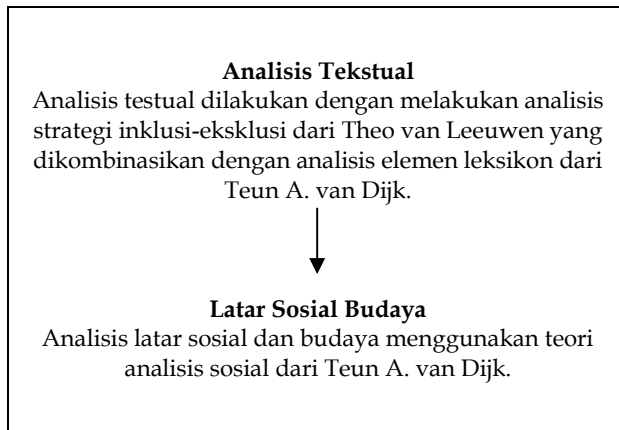 Analisis Tekstual
Analisis testual dilakukan dengan melakukan analisis
strategi inklusi-eksklusi dari Theo van Leeuwen yang
dikombinasikan dengan analisis elemen leksikon dari
Teun A. van Dijk.
Latar Sosial Budaya
Analisis latar sosial dan budaya menggunakan teori
analisis sosial dari Teun A. van Dijk.